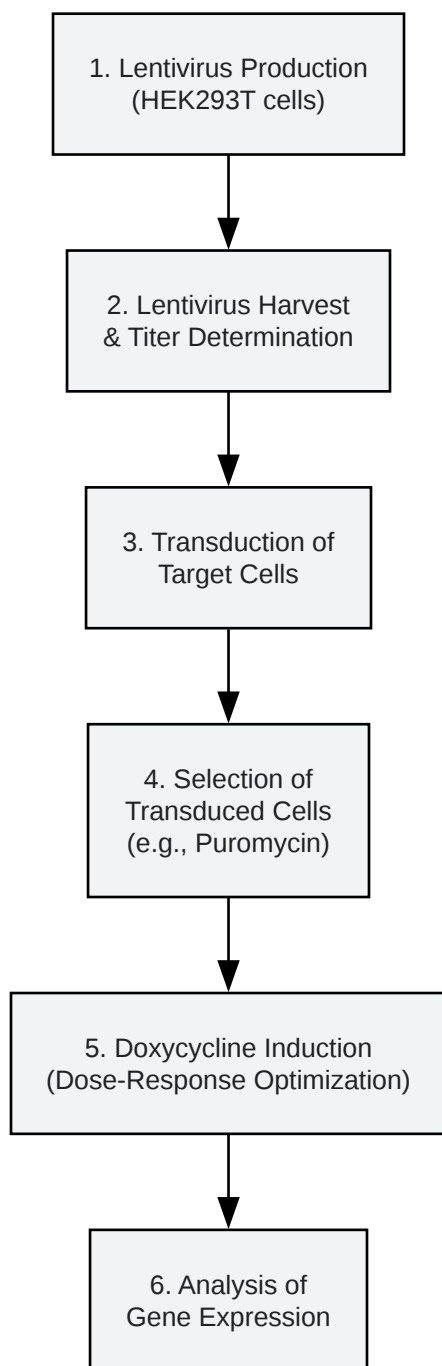 1. Lentivirus Production
(HEK293T cells)
2. Lentivirus Harvest
& Titer Determination
3. Transduction of
Target Cells
4. Selection of
Transduced Cells
(e.g., Puromycin)
5. Doxycycline Induction
(Dose-Response Optimization)
6. Analysis of
Gene Expression